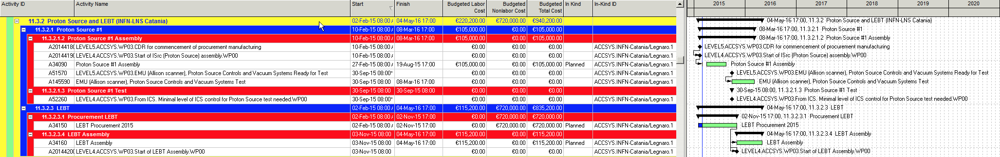 Activity ID Activity Name Start Finish Budgeted Labor Cost Budgeted Nonlabor Cost Budgeted Total Cost In Kind In-Kind ID 2015 2016 2017 2018 2019 2020
11.3.2 Proton Source and LEBT (INFN-LNS Catania) 02-Feb-15 08:00 A 04-May-16 17:00 €220,200.00 €720,000.00 €940,200.00 04-May-16 17:00, 11.3.2 Proton Source and LEBT (INFN-LNS Catania)
11.3.2.1 Proton Source #1 10-Feb-15 08:00 A 08-Mar-16 17:00 €105,000.00 €0.00 €105,000.00 08-Mar-16 17:00, 11.3.2.1 Proton Source #1
11.3.2.1.2 Proton Source #1 Assembly 10-Feb-15 08:00 A 08-Mar-16 17:00 €105,000.00 €0.00 €105,000.00 08-Mar-16 17:00, 11.3.2.1.2 Proton Source #1 Assembly
A20144180 LEVEL5.ACCSYS.WP03.CDR for commencement of procurement manufacturing 10-Feb-15 08:00 A €0.00 €0.00 €0.00 ACCSYS.INFN-Catania/Legnaro.1 LEVEL5.ACCSYS.WP03.CDR for commencement of procurement manufacturing
A20144190 LEVEL4.ACCSYS.WP03.Start of ISrc (Proton Source) assembly.WP00 10-Feb-15 08:00 A €0.00 €0.00 €0.00 ACCSYS.INFN-Catania/Legnaro.1 LEVEL4.ACCSYS.WP03.Start of ISrc (Proton Source) assembly.WP00
A34090 Proton Source #1 Assembly 27-Feb-15 08:00 A 19-Aug-15 17:00 €105,000.00 €0.00 €105,000.00 Planned ACCSYS.INFN-Catania/Legnaro.1 Proton Source #1 Assembly
A51570 LEVEL5.ACCSYS.WP03.EMU (Allison scanner), Proton Source Controls and Vacuum Systems Ready for Test 30-Sep-15 08:00* €0.00 €0.00 €0.00 ACCSYS.INFN-Catania/Legnaro.1 LEVEL5.ACCSYS.WP03.EMU (Allison scanner), Proton Source Controls and Vacuum Systems Ready for Test
A145590 EMU (Allison scanner), Proton Source Controls and Vacuum Systems Test 30-Sep-15 08:00 08-Mar-16 17:00 €0.00 €0.00 €0.00 ACCSYS.INFN-Catania/Legnaro.1 EMU (Allison scanner), Proton Source Controls and Vacuum Systems Test
11.3.2.1.3 Proton Source #1 Test 30-Sep-15 08:00 30-Sep-15 08:00 €0.00 €0.00 €0.00 30-Sep-15 08:00, 11.3.2.1.3 Proton Source #1 Test
A52260 LEVEL4.ACCSYS.WP03.From ICS. Minimal level of ICS control for Proton Source test needed.WP00 30-Sep-15 08:00* €0.00 €0.00 €0.00 ACCSYS.INFN-Catania/Legnaro.1 LEVEL4.ACCSYS.WP03.From ICS. Minimal level of ICS control for Proton Source test needed.WP00
11.3.2.3 LEBT 02-Feb-15 08:00 A 04-May-16 17:00 €115,200.00 €720,000.00 €835,200.00 04-May-16 17:00, 11.3.2.3 LEBT
11.3.2.3.1 Procurement LEBT 02-Feb-15 08:00 A 02-Nov-15 17:00 €0.00 €720,000.00 €720,000.00 02-Nov-15 17:00, 11.3.2.3.1 Procurement LEBT
A34150 LEBT Procurement 2015 02-Feb-15 08:00 A 02-Nov-15 17:00 €0.00 €720,000.00 €720,000.00 Planned ACCSYS.INFN-Catania/Legnaro.1 LEBT Procurement 2015
11.3.2.3.4 LEBT Assembly 03-Nov-15 08:00 04-May-16 17:00 €115,200.00 €0.00 €115,200.00 04-May-16 17:00, 11.3.2.3.4 LEBT Assembly
A34160 LEBT Assembly 03-Nov-15 08:00 04-May-16 17:00 €115,200.00 €0.00 €115,200.00 Planned ACCSYS.INFN-Catania/Legnaro.1 LEBT Assembly
A20144200 LEVEL4.ACCSYS.WP03.Start of LEBT Assembly.WP00 03-Nov-15 08:00 €0.00 €0.00 €0.00 ACCSYS.INFN-Catania/Legnaro.1 LEVEL4.ACCSYS.WP03.Start of LEBT Assembly.WP00